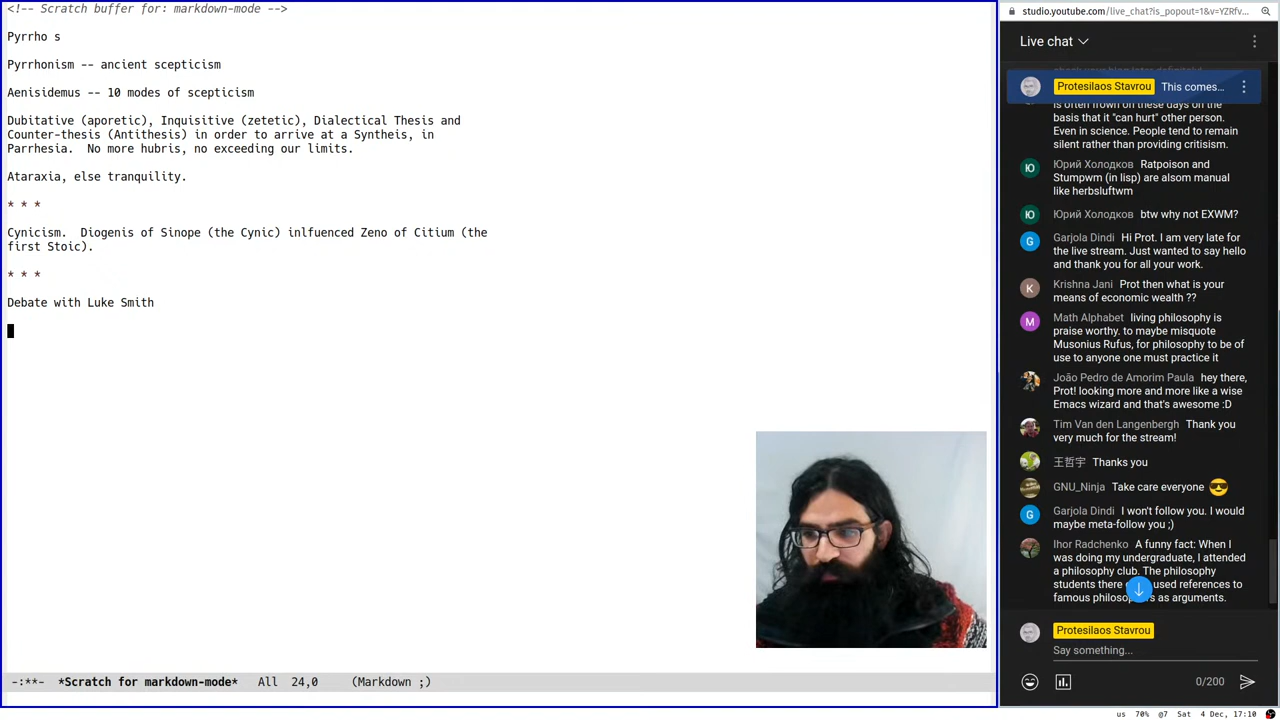 <!-- Scratch buffer for: markdown-mode -->
Pyrrho s
Pyrrhonism -- ancient scepticism
Aenisidemus -- 10 modes of scepticism
Dubitative (aporetic), Inquisitive (zetetic), Dialectical Thesis and
Counter-thesis (Antithesis) in order to arrive at a Syntheis, in
Parrhesia.  No more hubris, no exceeding our limits.
Ataraxia, else tranquility.
* * *
Cynicism.  Diogenis of Sinope (the Cynic) inlfuenced Zeno of Citium (the
first Stoic).
* * *
Debate with Luke Smith
-:**-  *Scratch for markdown-mode*   All  24,0     (Markdown ;)
studio.youtube.com/live_chat?is_popout=1&v=YZRfv...
Live chat
Protesilaos Stavrou This comes...
is often frown on these days on the
basis that it "can hurt" other person.
Even in science. People tend to remain
silent rather than providing critisism.
Юрий Холодков Ratpoison and
Stumpwm (in lisp) are alsom manual
like herbsluftwm
Юрий Холодков btw why not EXWM?
Garjola Dindi Hi Prot. I am very late for
the live stream. Just wanted to say hello
and thank you for all your work.
Krishna Jani Prot then what is your
means of economic wealth ??
Math Alphabet living philosophy is
praise worthy. to maybe misquote
Musonius Rufus, for philosophy to be of
use to anyone one must practice it
João Pedro de Amorim Paula hey there,
Prot! looking more and more like a wise
Emacs wizard and that's awesome :D
Tim Van den Langenbergh Thank you
very much for the stream!
王哲宇 Thanks you
GNU_Ninja Take care everyone 😎
Garjola Dindi I won't follow you. I would
maybe meta-follow you ;)
Ihor Radchenko A funny fact: When I
was doing my undergraduate, I attended
a philosophy club. The philosophy
students there used references to
famous as arguments.
Protesilaos Stavrou
Say something...
0/200
us 70% @7 Sat 4 Dec, 17:10